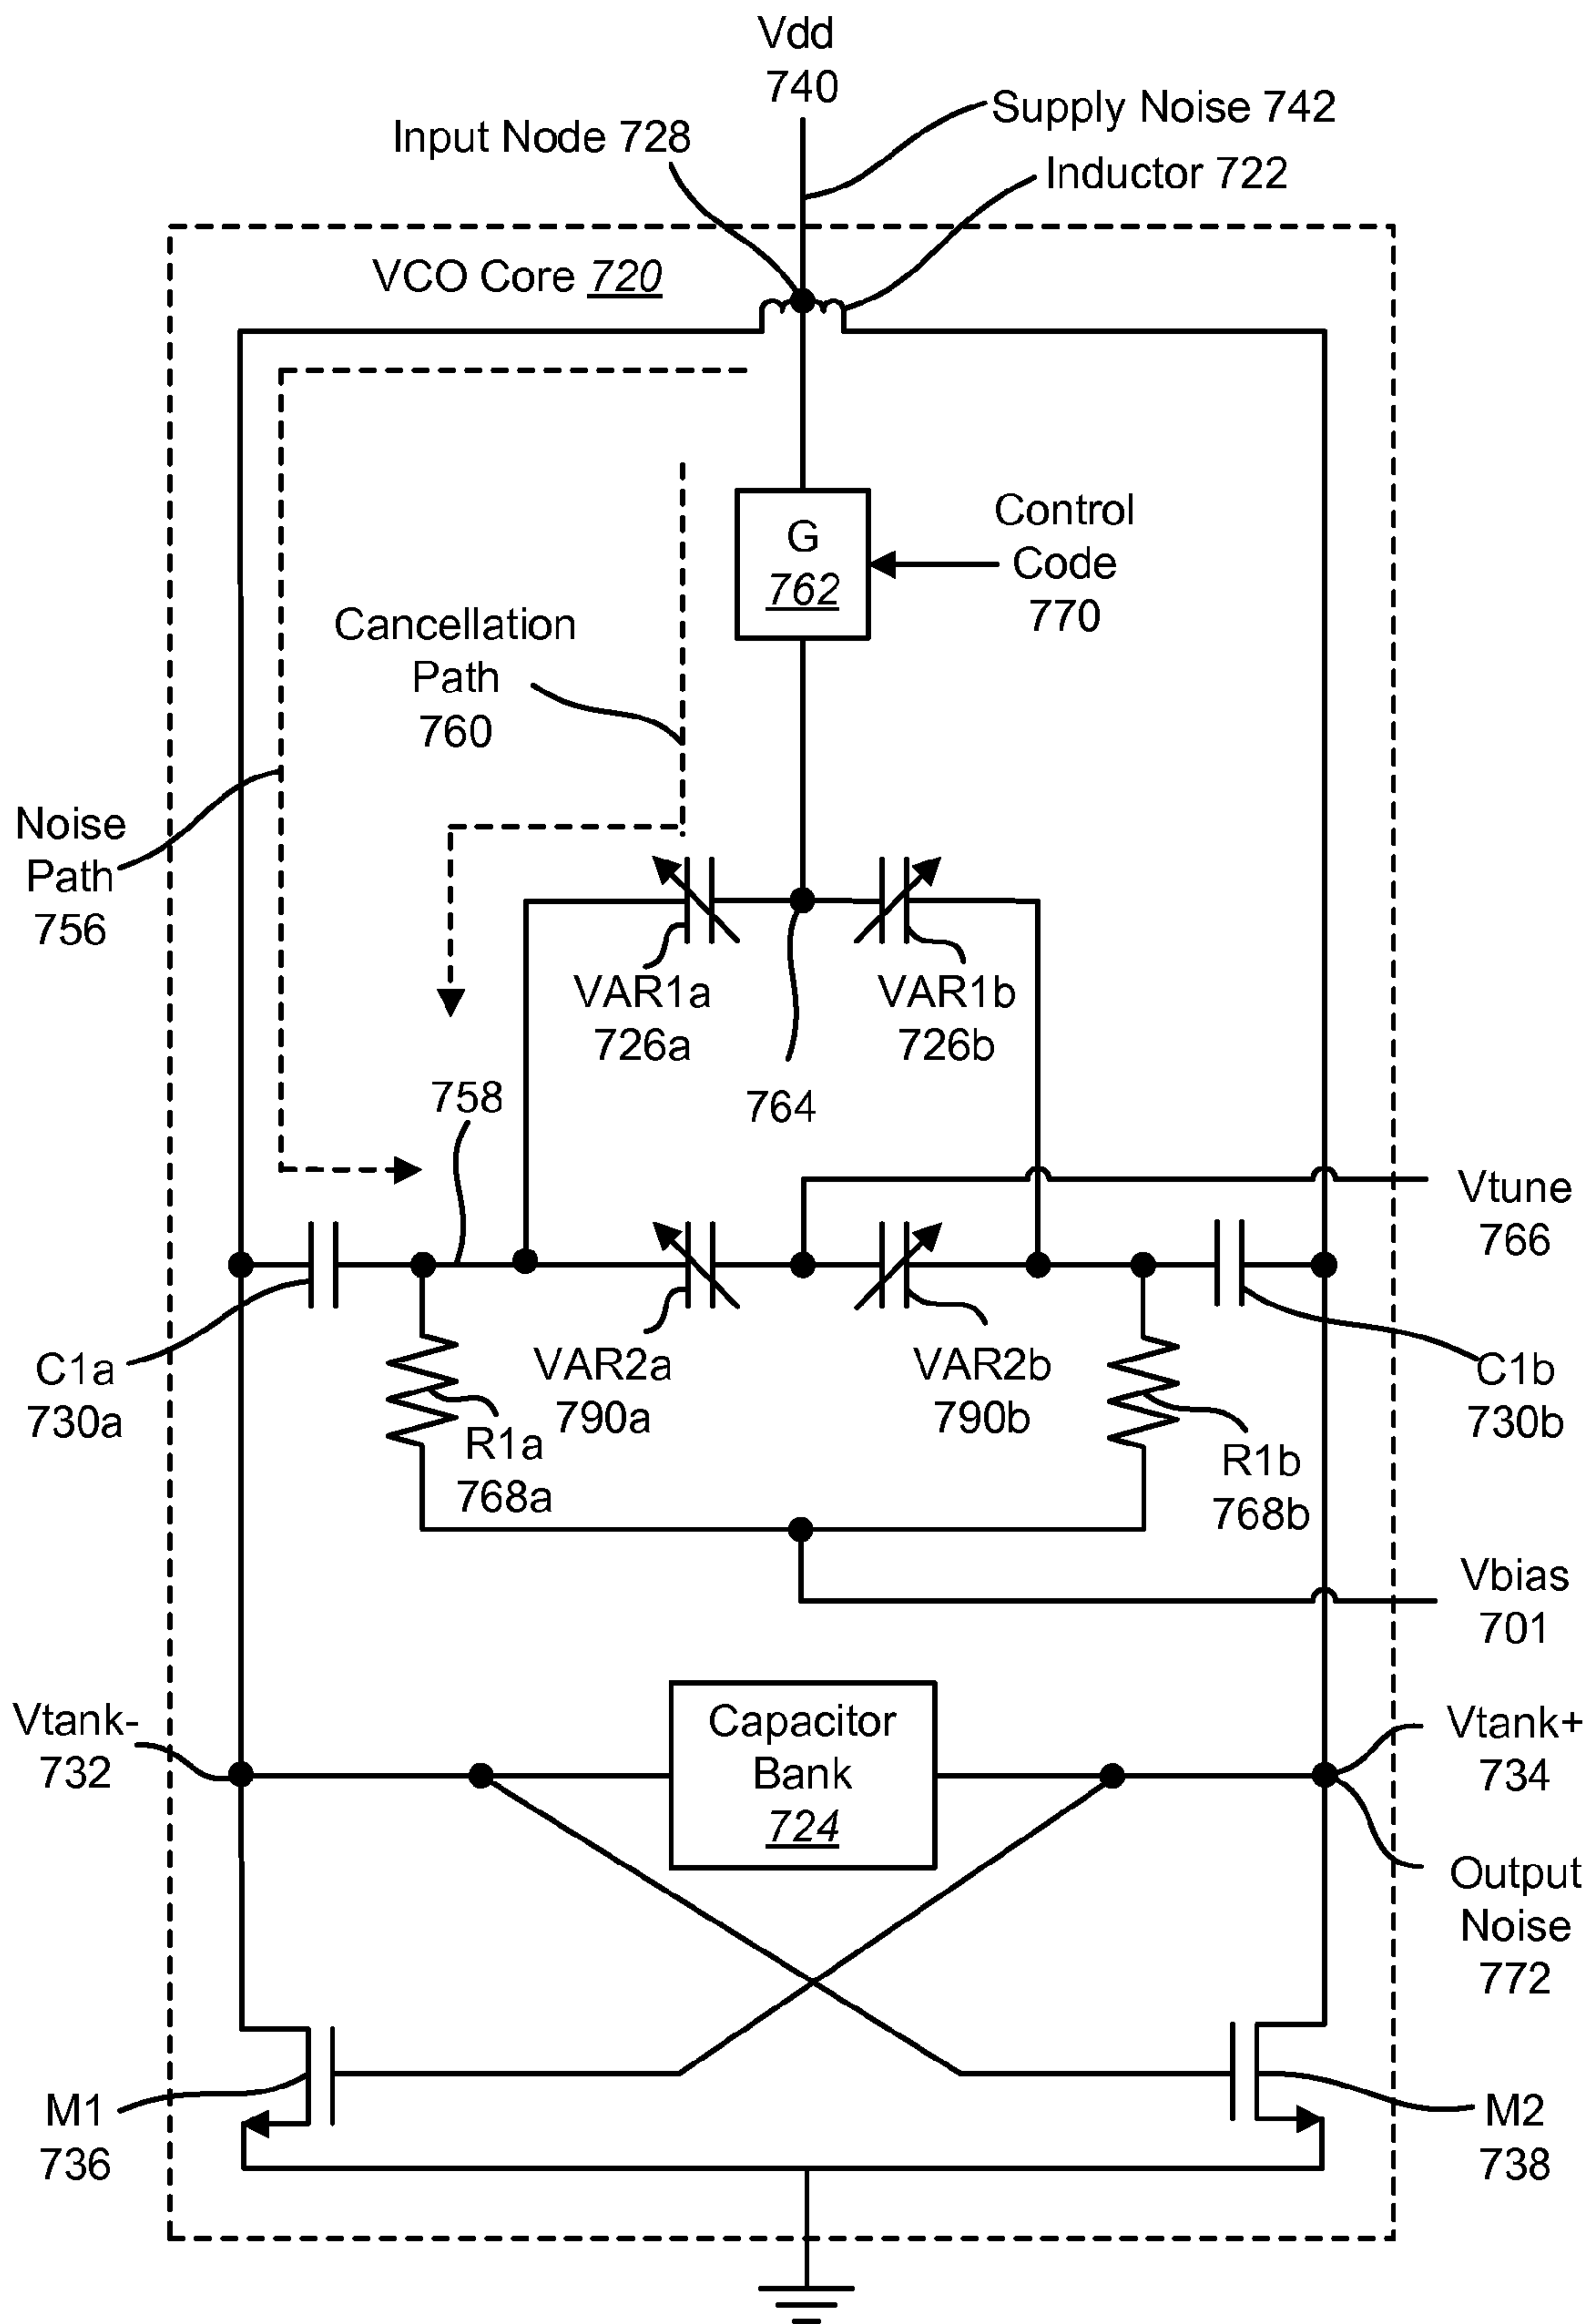 Vdd
740
Supply Noise 742
Input Node 728
Inductor 722
VCO Core 720
G
762
Control
Code
770
Cancellation
Path
760
Noise
Path
756
VAR1a
726a
VAR1b
726b
758
764
Vtune
766
C1a
730a
VAR2a
790a
VAR2b
790b
C1b
730b
R1a
768a
R1b
768b
Vbias
701
Vtank-
732
Capacitor
Bank
724
Vtank+
734
Output
Noise
772
M1
736
M2
738